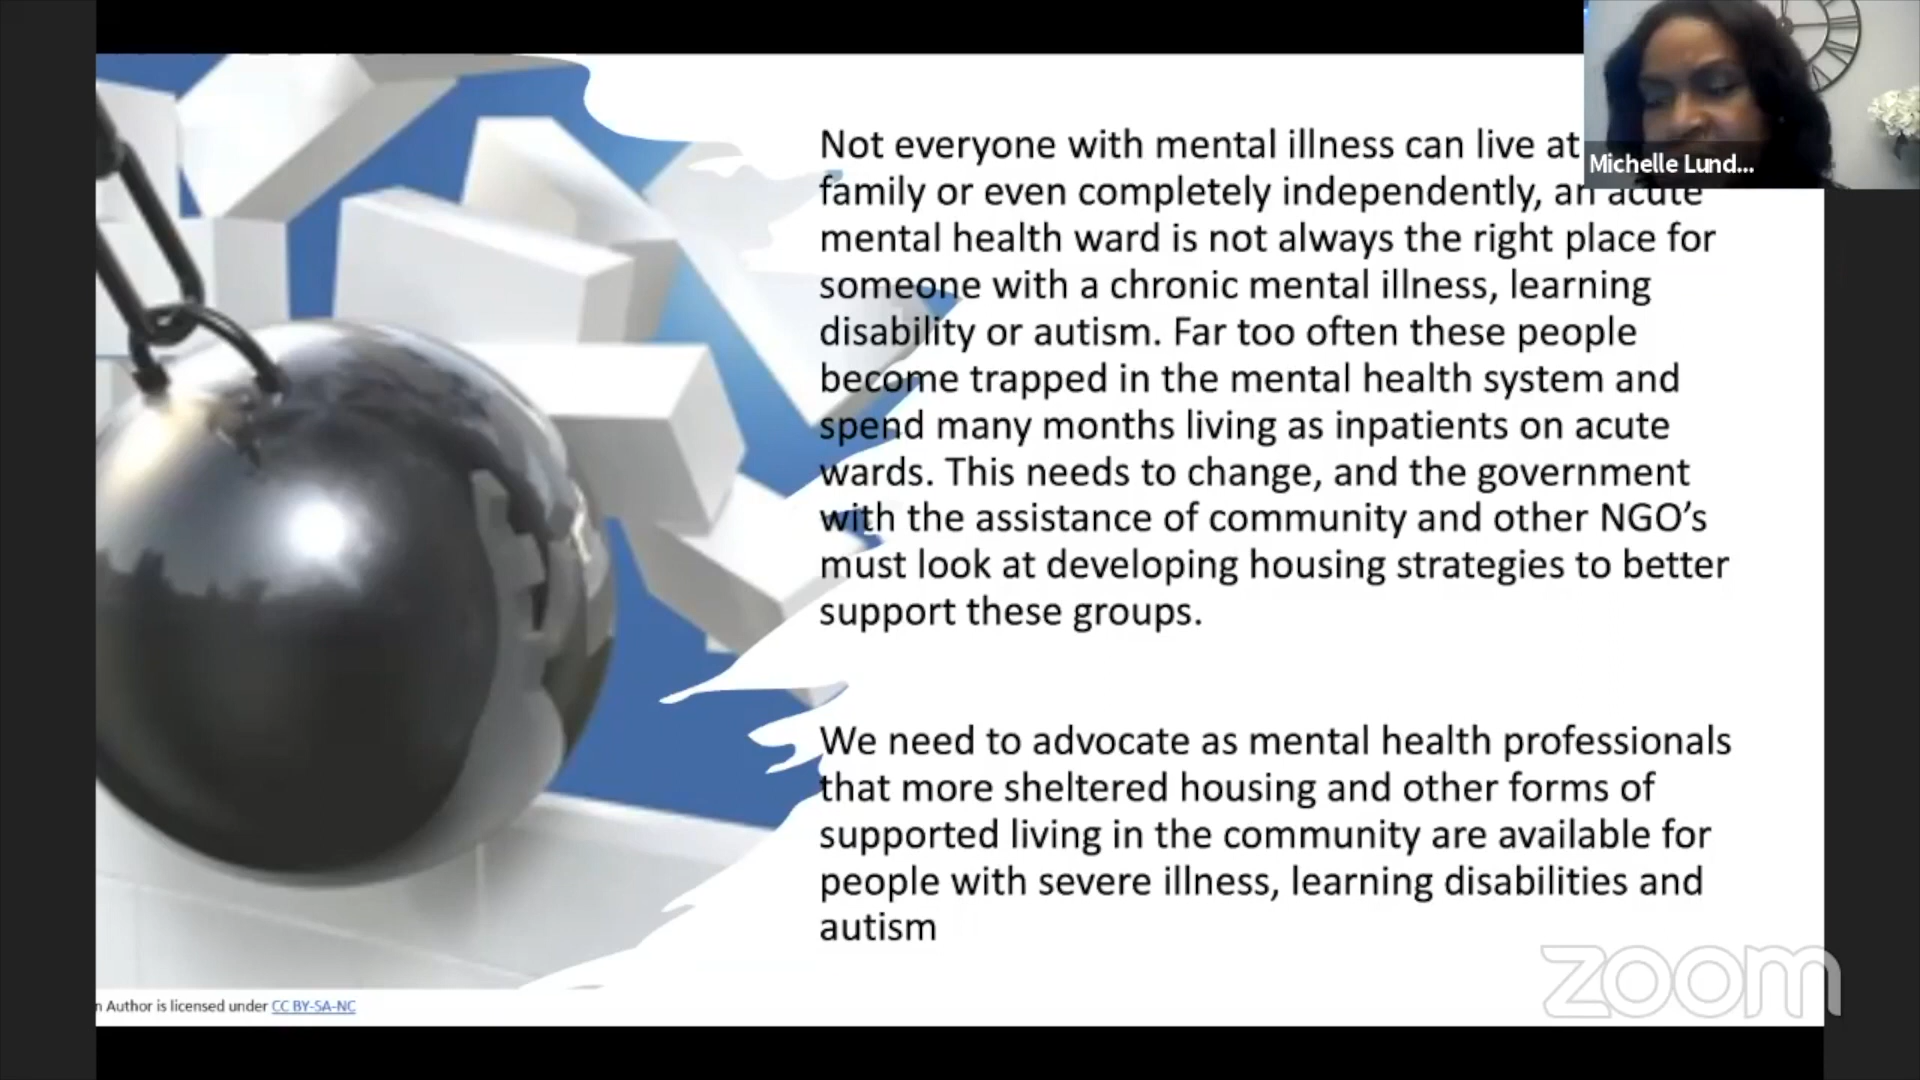 Not everyone with mental illness can live at
Michelle Lund...
family or even completely independently, an acute
mental health ward is not always the right place for
someone with a chronic mental illness, learning
disability or autism. Far too often these people
become trapped in the mental health system and
spend many months living as inpatients on acute
wards. This needs to change, and the government
with the assistance of community and other NGO’s
must look at developing housing strategies to better
support these groups.
We need to advocate as mental health professionals
that more sheltered housing and other forms of
supported living in the community are available for
people with severe illness, learning disabilities and
autism
zoom
n Author is licensed under CC BY-SA-NC